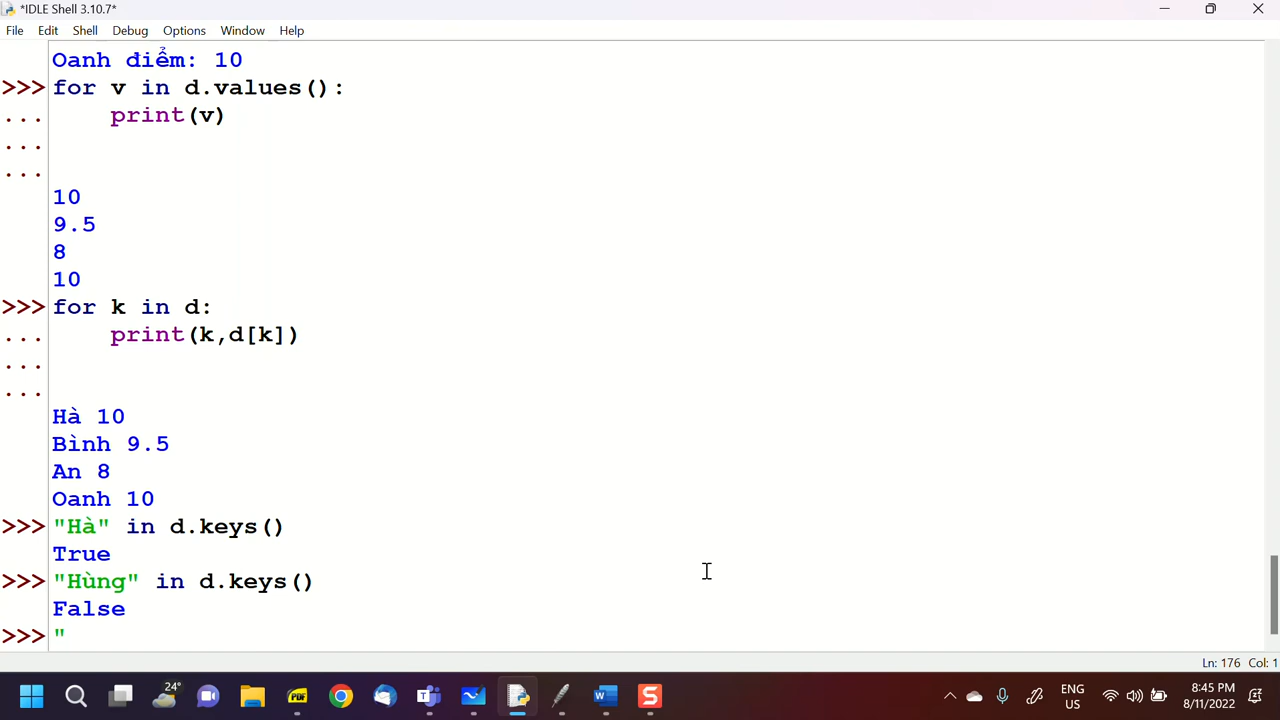 *IDLE Shell 3.10.7*
File Edit Shell Debug Options Window Help
Oanh điểm: 10
>>> for v in d.values():
... print(v)
...
...
10
9.5
8
10
>>> for k in d:
... print(k,d[k])
...
...
Hà 10
Bình 9.5
An 8
Oanh 10
>>> "Hà" in d.keys()
True
>>> "Hùng" in d.keys()
False
>>> "
Ln: 176 Col: 1
24°
PDF
ENG
US
8:45 PM
8/11/2022